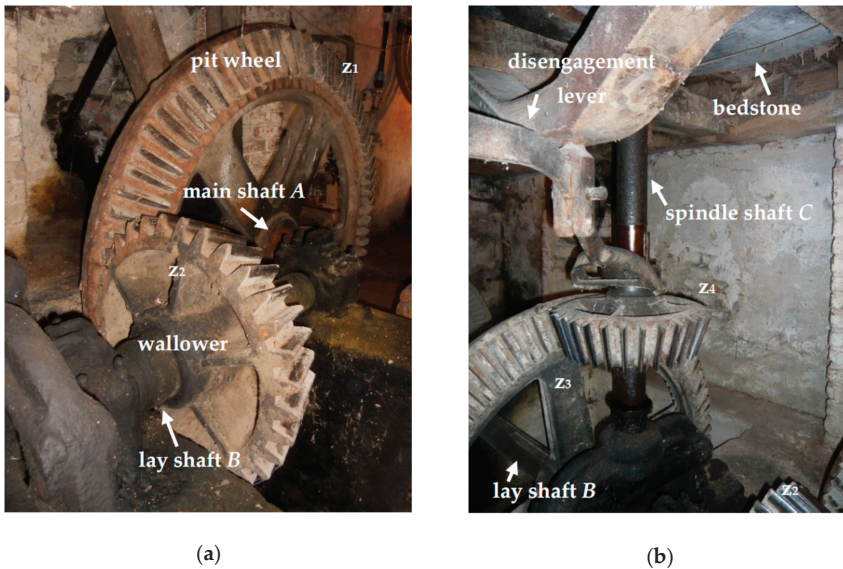 pit wheel
z1
main shaft A
z2
wallower
lay shaft B
(a)
disengagement
lever
bedstone
spindle shaft C
z4
z3
lay shaft B
z2
(b)